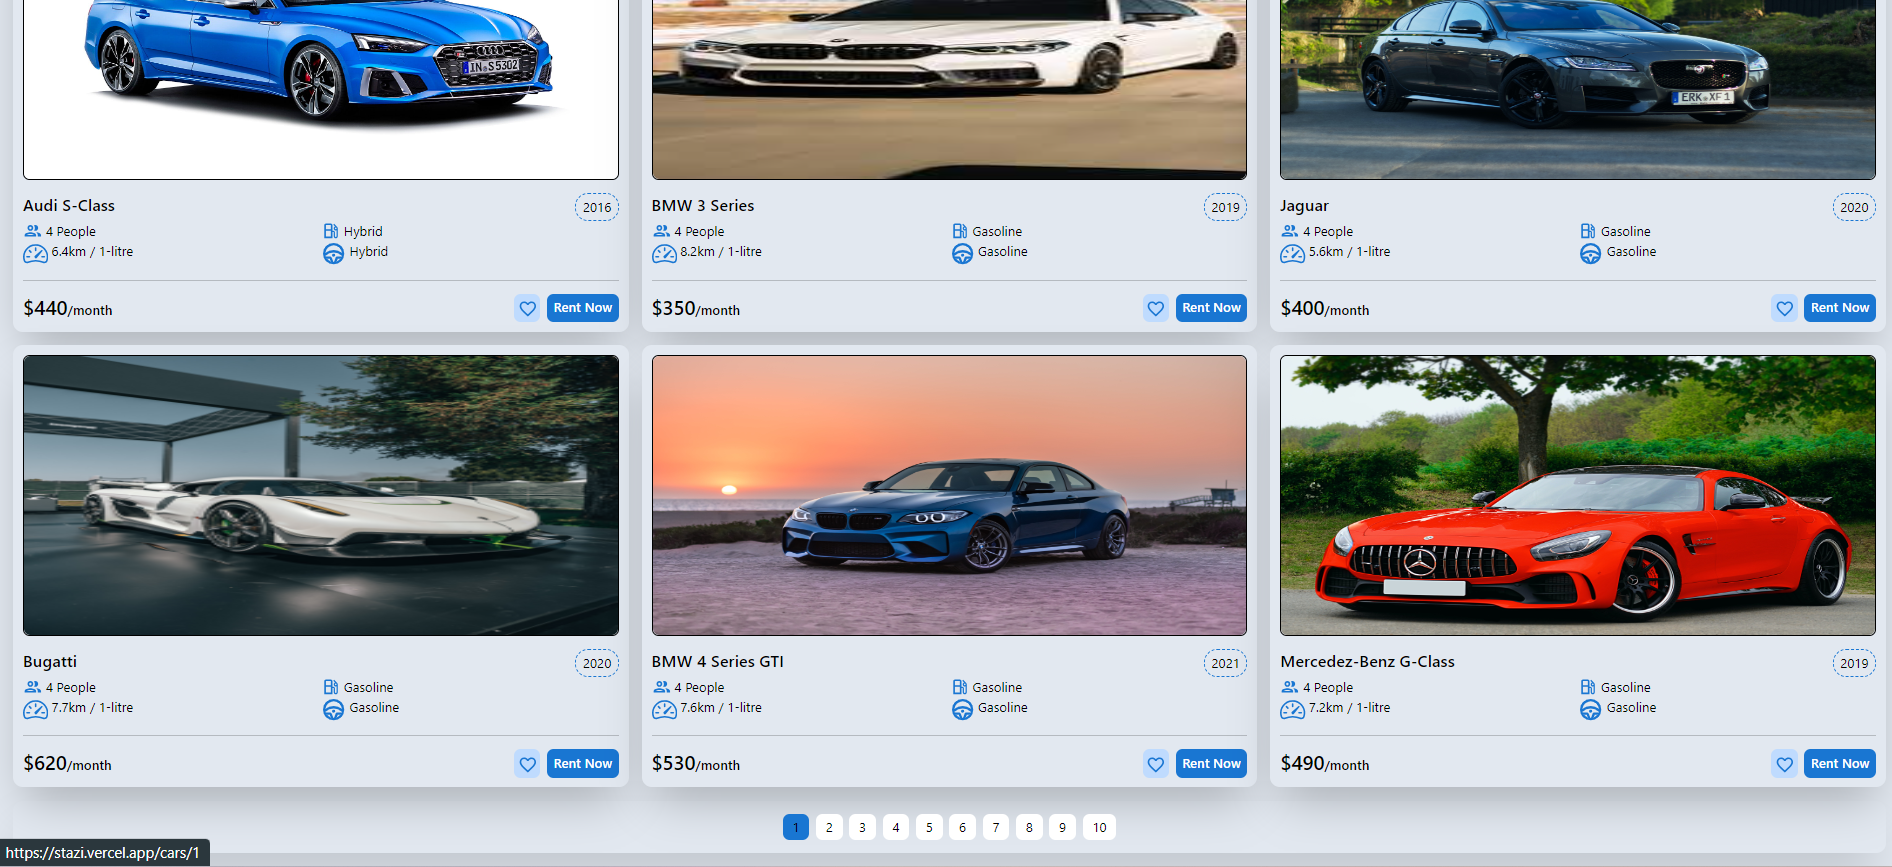 IN S 5302
ERK XF 1
Audi S-Class
2016
4 People
Hybrid
6.4km / 1-litre
Hybrid
$440/month
Rent Now
BMW 3 Series
2019
4 People
Gasoline
8.2km / 1-litre
Gasoline
$350/month
Rent Now
Jaguar
2020
4 People
Gasoline
5.6km / 1-litre
Gasoline
$400/month
Rent Now
Bugatti
2020
4 People
Gasoline
7.7km / 1-litre
Gasoline
$620/month
Rent Now
BMW 4 Series GTI
2021
4 People
Gasoline
7.6km / 1-litre
Gasoline
$530/month
Rent Now
Mercedez-Benz G-Class
2019
4 People
Gasoline
7.2km / 1-litre
Gasoline
$490/month
Rent Now
1 2 3 4 5 6 7 8 9 10
https://stazi.vercel.app/cars/1